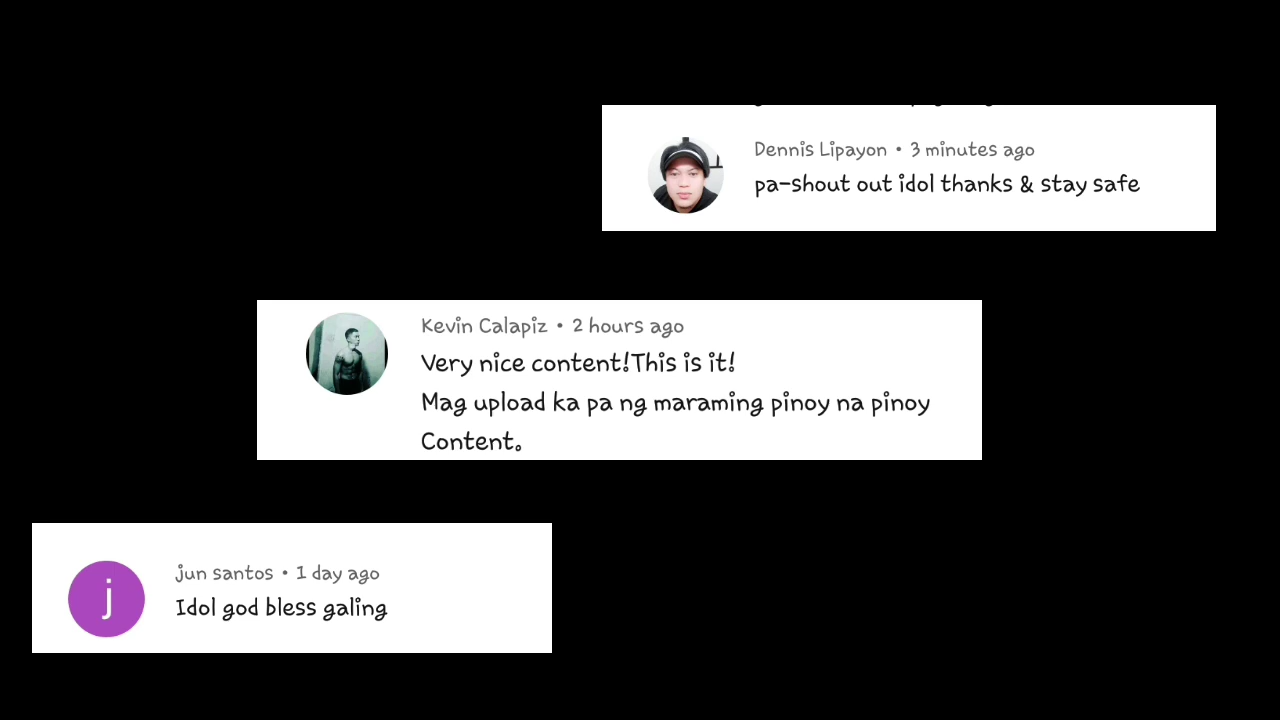 Dennis Lipayon • 3 minutes ago
pa-shout out idol thanks & stay safe
Kevin Calapiz • 2 hours ago
Very nice content!This is it!
Mag upload ka pa ng maraming pinoy na pinoy
Content.
j
jun santos • 1 day ago
Idol god bless galing